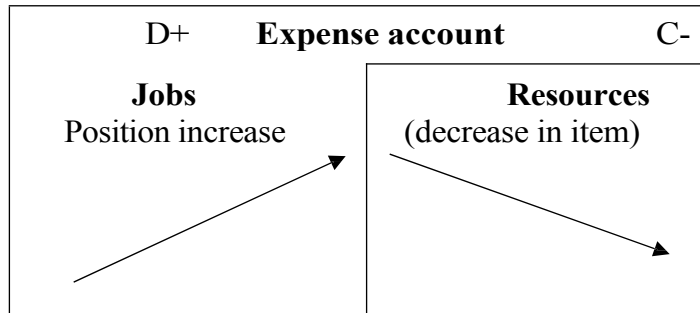 D+ Expense account C-
Jobs Resources
Position increase (decrease in item)